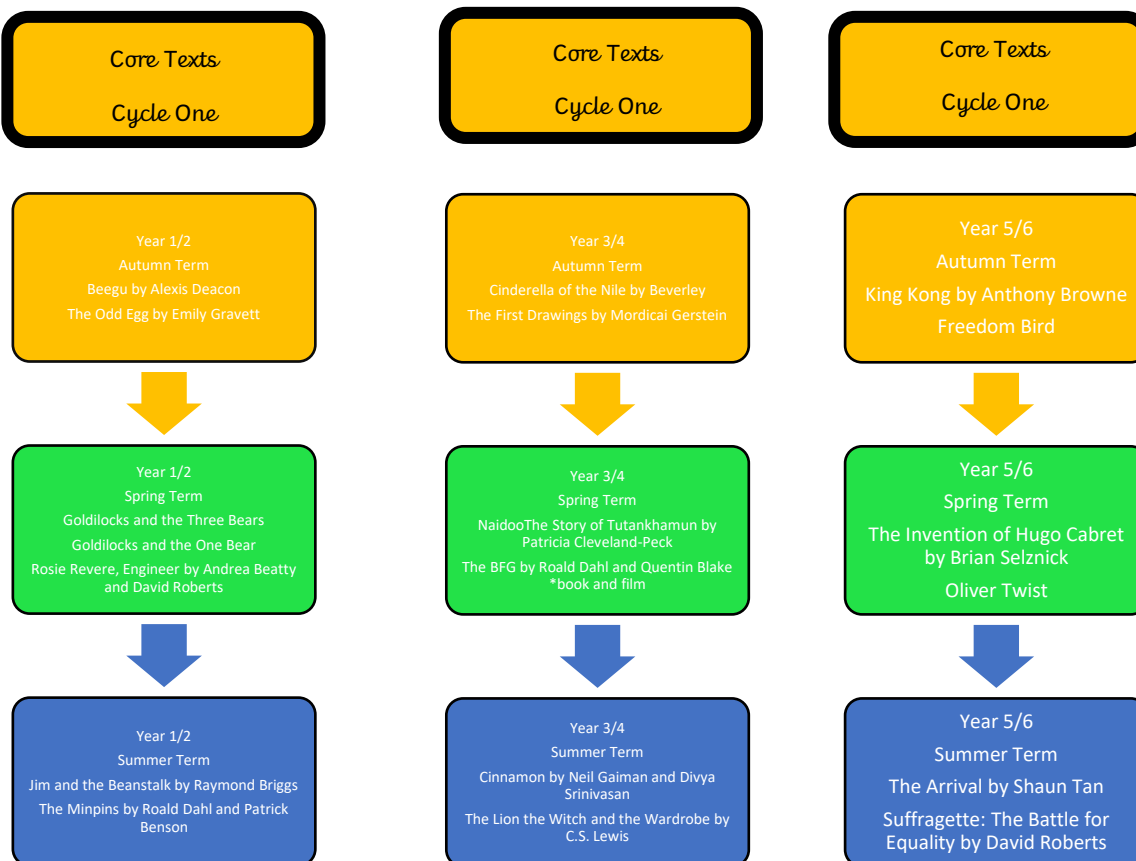 Core Texts
Cycle One
Year 1/2
Autumn Term
Beegu by Alexis Deacon
The Odd Egg by Emily Gravett
Year 1/2
Spring Term
Goldilocks and the Three Bears
Goldilocks and the One Bear
Rosie Revere, Engineer by Andrea Beatty
and David Roberts
Year 1/2
Summer Term
Jim and the Beanstalk by Raymond Briggs
The Minpins by Roald Dahl and Patrick
Benson
Core Texts
Cycle One
Year 3/4
Autumn Term
Cinderella of the Nile by Beverley
The First Drawings by Mordicai Gerstein
Year 3/4
Spring Term
NaidooThe Story of Tutankhamun by
Patricia Cleveland-Peck
The BFG by Roald Dahl and Quentin Blake
*book and film
Year 3/4
Summer Term
Cinnamon by Neil Gaiman and Divya
Srinivasan
The Lion the Witch and the Wardrobe by
C.S. Lewis
Core Texts
Cycle One
Year 5/6
Autumn Term
King Kong by Anthony Browne
Freedom Bird
Year 5/6
Spring Term
The Invention of Hugo Cabret
by Brian Selznick
Oliver Twist
Year 5/6
Summer Term
The Arrival by Shaun Tan
Suffragette: The Battle for
Equality by David Roberts